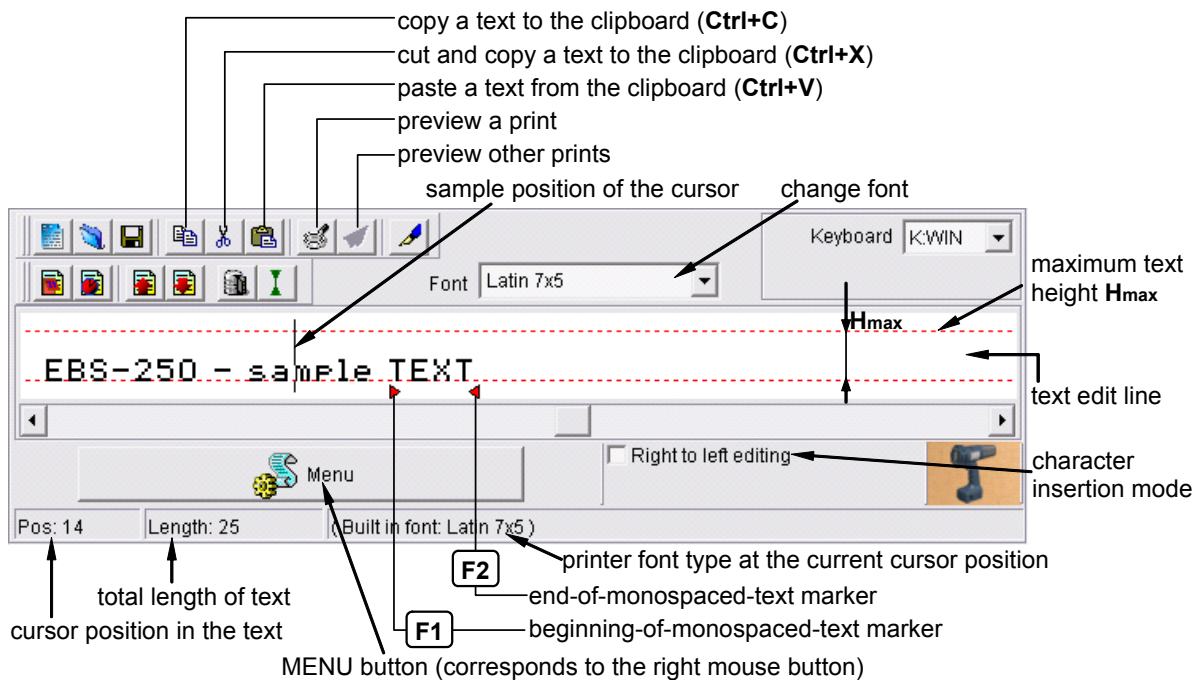 copy a text to the clipboard (Ctrl+C)
cut and copy a text to the clipboard (Ctrl+X)
paste a text from the clipboard (Ctrl+V)
preview a print
preview other prints
sample position of the cursor
change font
Keyboard K:WIN
Font Latin 7x5
maximum text
height Hmax
Hmax
EBS-250 - sample TEXT
text edit line
Menu
Right to left editing
character
insertion mode
Pos: 14
Length: 25
( Built in font: Latin 7x5 )
printer font type at the current cursor position
F2
end-of-monospaced-text marker
total length of text
F1
beginning-of-monospaced-text marker
cursor position in the text
MENU button (corresponds to the right mouse button)